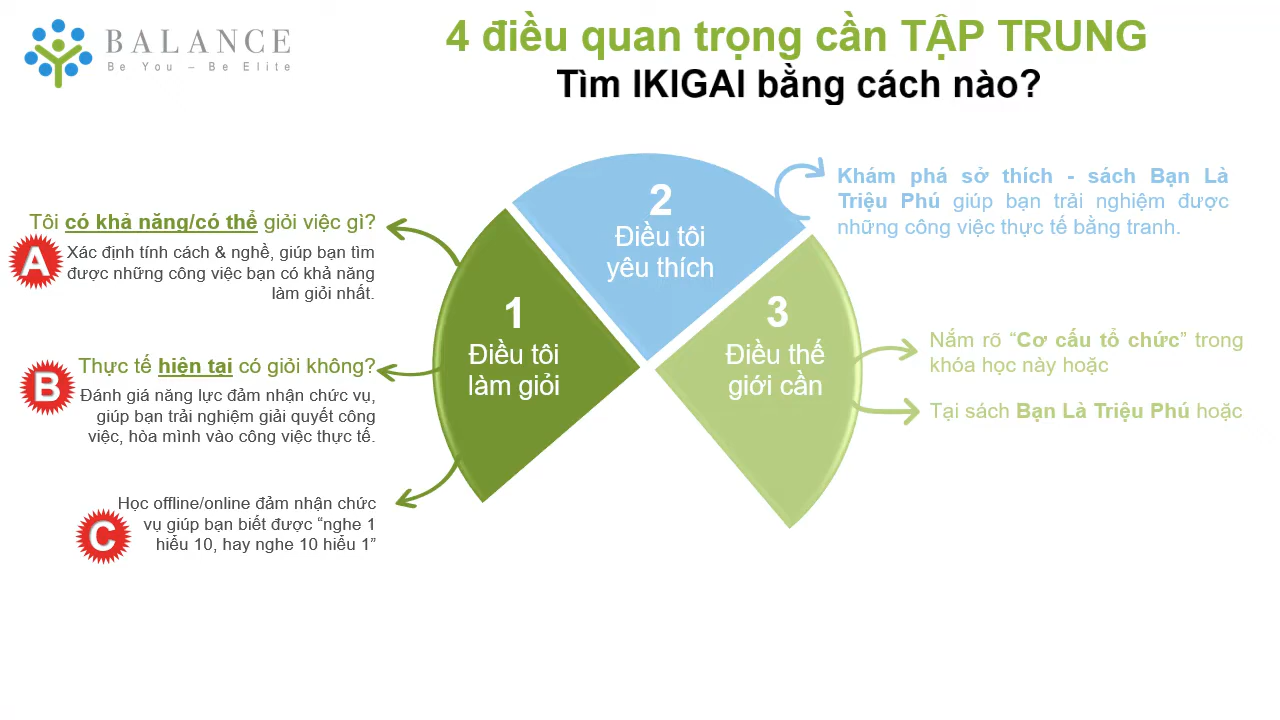 BALANCE
Be You – Be Elite
4 điều quan trọng cần TẬP TRUNG
Tìm IKIGAI bằng cách nào?
Tôi có khả năng/có thể giỏi việc gì?
A
Xác định tính cách & nghề, giúp bạn tìm
được những công việc bạn có khả năng
làm giỏi nhất.
Thực tế hiện tại có giỏi không?
B
Đánh giá năng lực đảm nhận chức vụ,
giúp bạn trải nghiệm giải quyết công
việc, hòa mình vào công việc thực tế.
C
Học offline/online đảm nhận chức
vụ giúp bạn biết được “nghe 1
hiểu 10, hay nghe 10 hiểu 1”
1
Điều tôi
làm giỏi
2
Điều tôi
yêu thích
3
Điều thế
giới cần
Khám phá sở thích - sách Bạn Là
Triệu Phú giúp bạn trải nghiệm được
những công việc thực tế bằng tranh.
Nắm rõ “Cơ cấu tổ chức” trong
khóa học này hoặc
Tại sách Bạn Là Triệu Phú hoặc